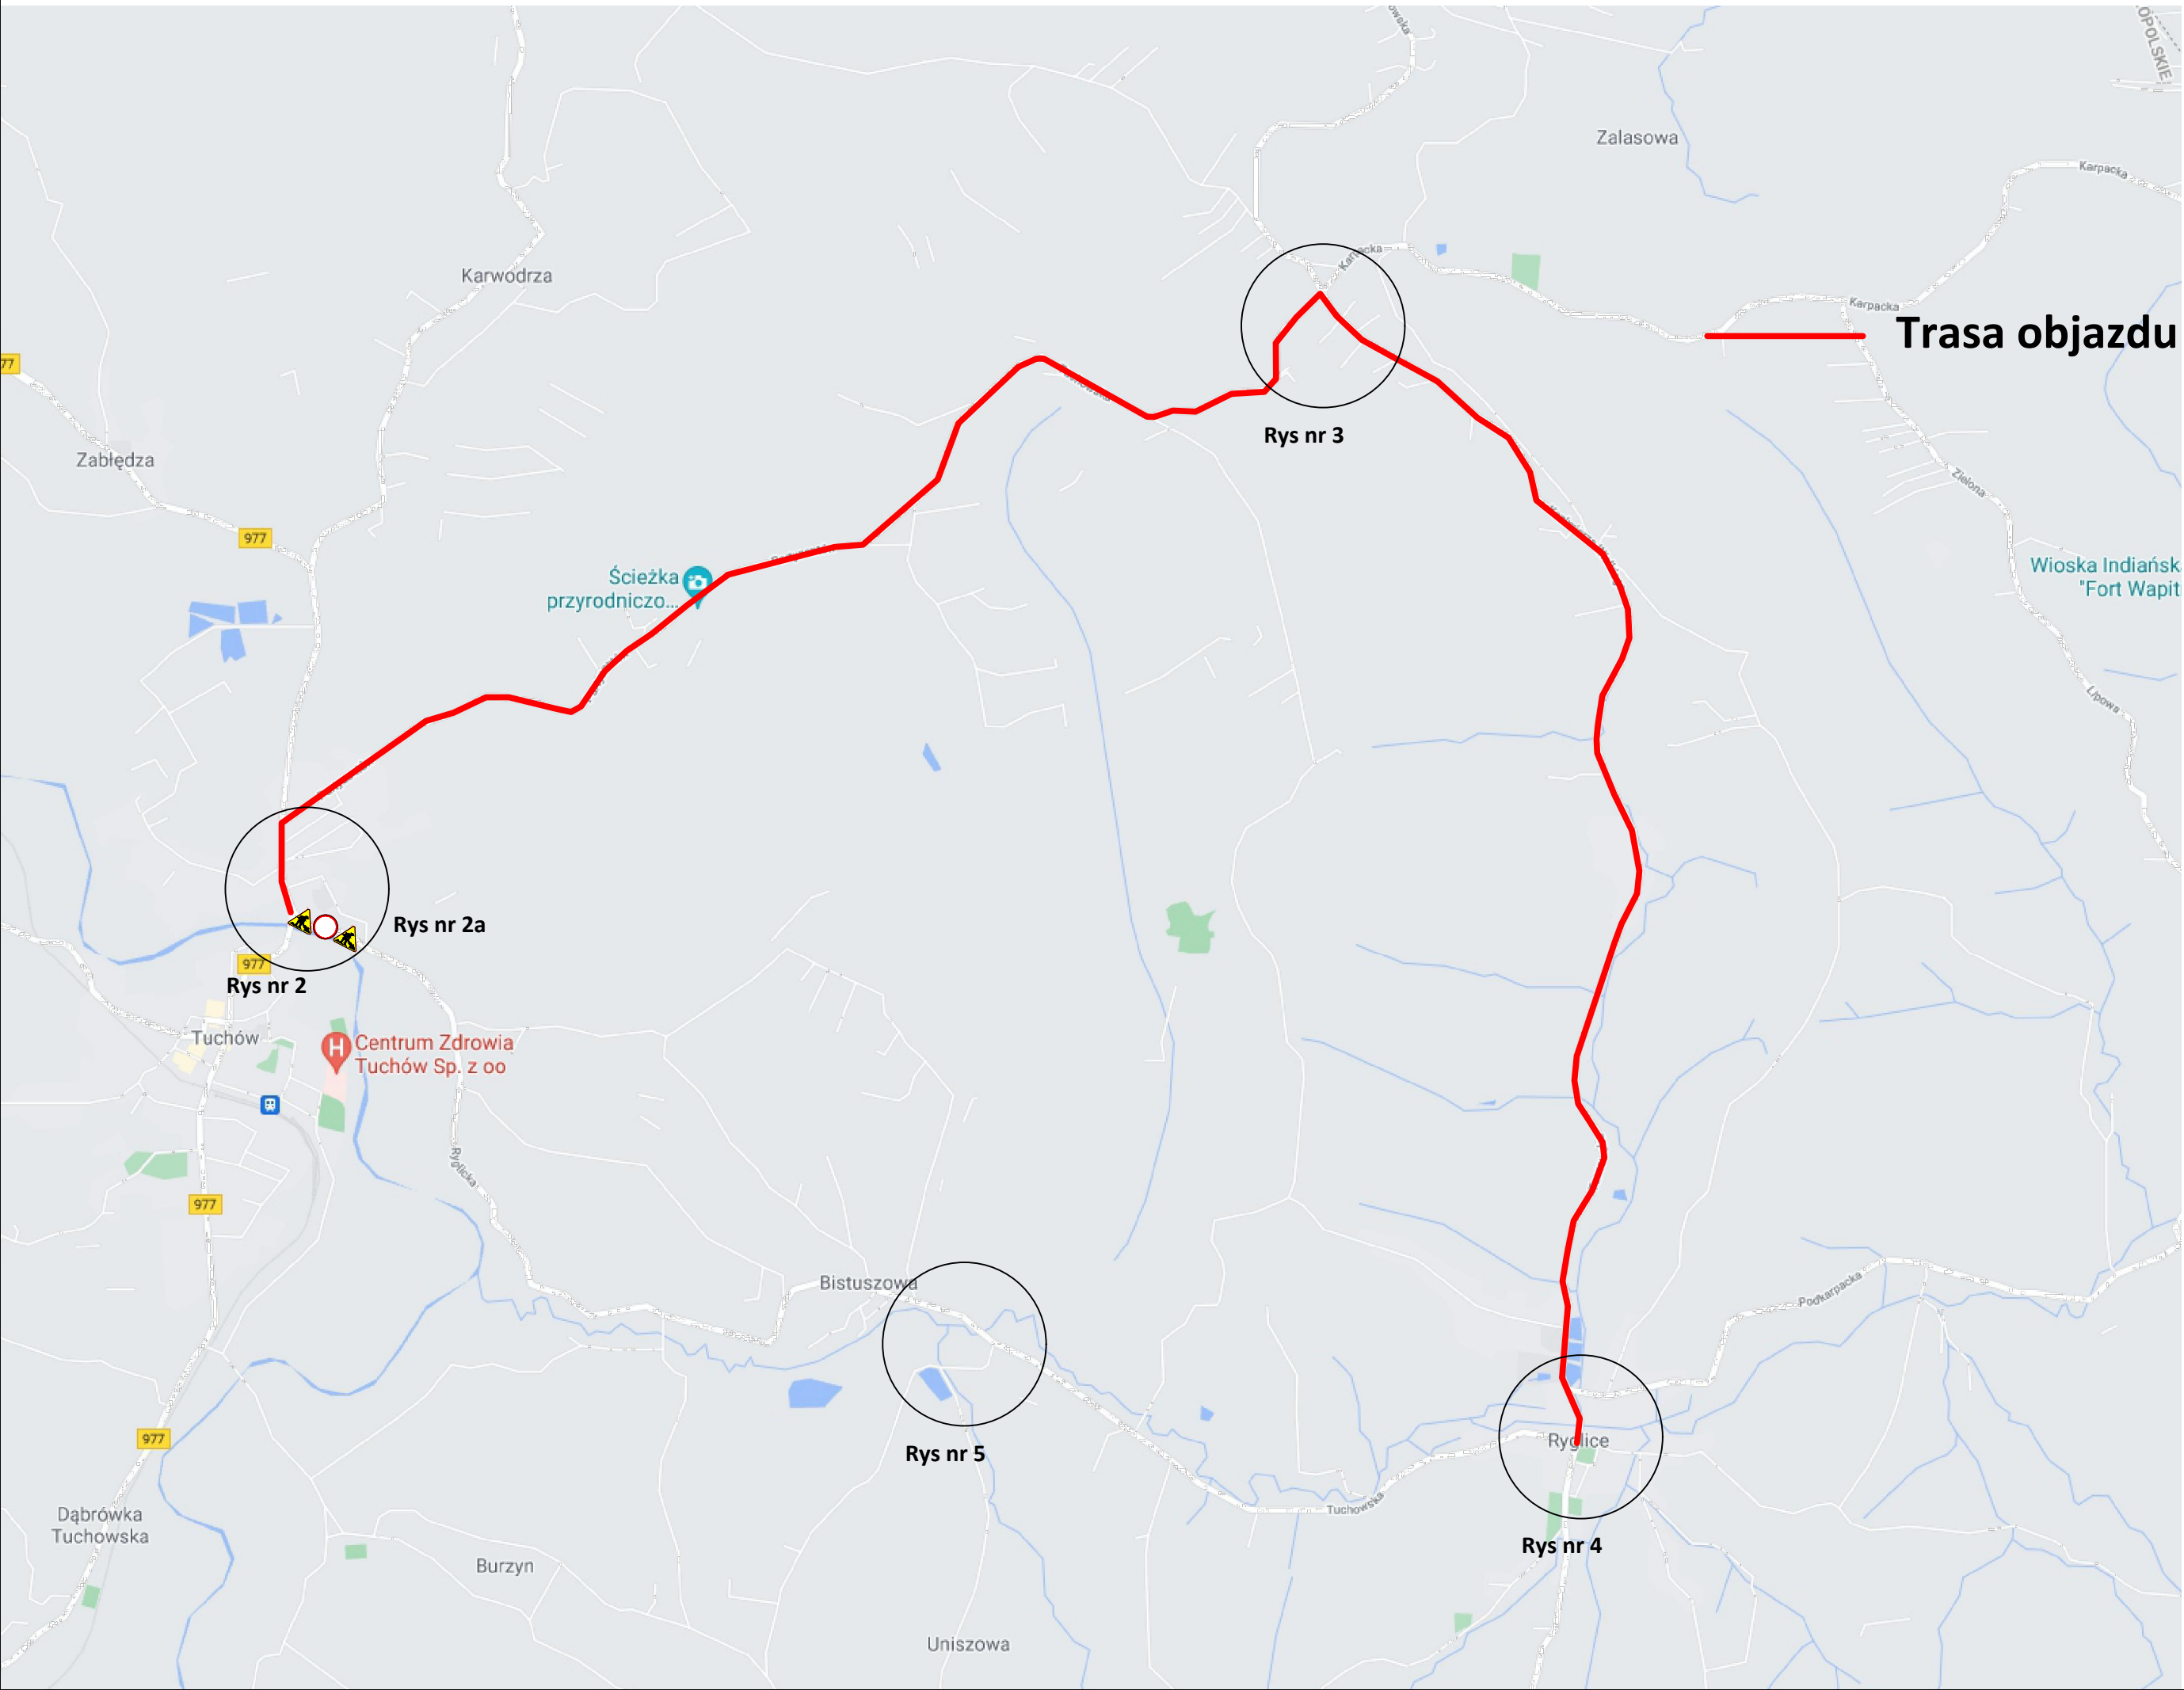 ÓPOLSKIE
Zalasowa
Karpacka
Karpacka
Karwodrza
Karpacka
Trasa objazdu
77
Rys nr 3
Zabłędza
Zielona
977
Ścieżka
przyrodniczo...
Wioska Indiańsk
"Fort Wapit
Lipowa
Rys nr 2a
977
Rys nr 2
Tuchów
Centrum Zdrowia
Tuchów Sp. z oo
H
Ryglicka
977
Bistuszowa
Podkarpacka
977
Rys nr 5
Ryglice
Tuchowska
Dąbrówka
Tuchowska
Rys nr 4
Burzyn
Uniszowa